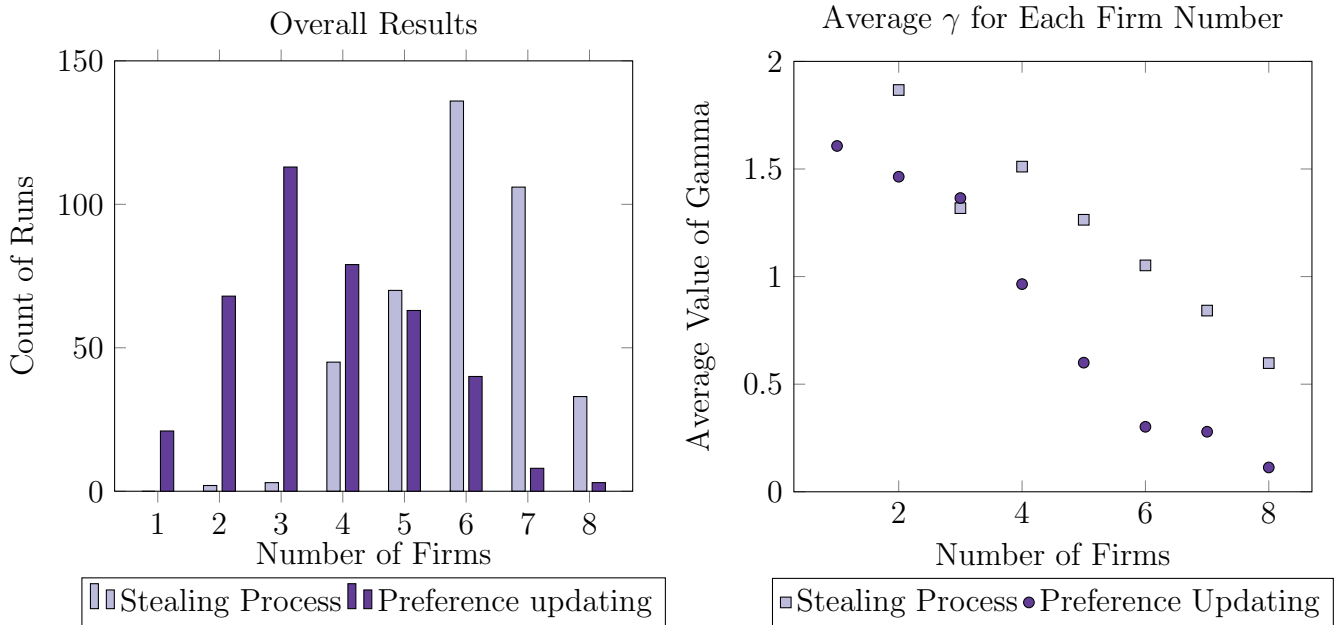 Overall Results
150
100
50
0
Count of Runs
1 2 3 4 5 6 7 8
Number of Firms
Stealing Process Preference updating
Average γ for Each Firm Number
2
1.5
1
0.5
0
Average Value of Gamma
2 4 6 8
Number of Firms
Stealing Process Preference Updating